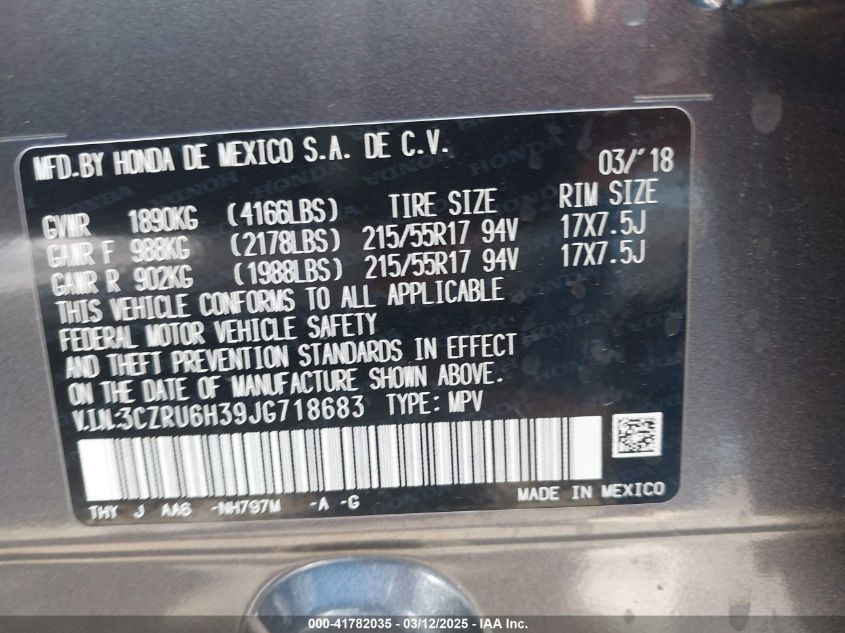 MFD.BY HONDA DE MEXICO S.A. DE C.V. 03/'18
GVWR 1890KG (4166LBS) TIRE SIZE RIM SIZE
GAWR F 988KG (2178LBS) 215/55R17 94V 17X7.5J
GAWR R 902KG (1988LBS) 215/55R17 94V 17X7.5J
THIS VEHICLE CONFORMS TO ALL APPLICABLE
FEDERAL MOTOR VEHICLE SAFETY
AND THEFT PREVENTION STANDARDS IN EFFECT
ON THE DATE OF MANUFACTURE SHOWN ABOVE.
V.I.N.:3CZRU6H39JG718683 TYPE: MPV
THY J AA6 -NH797M -A -G MADE IN MEXICO
000-41782035 - 03/12/2025 - IAA Inc.